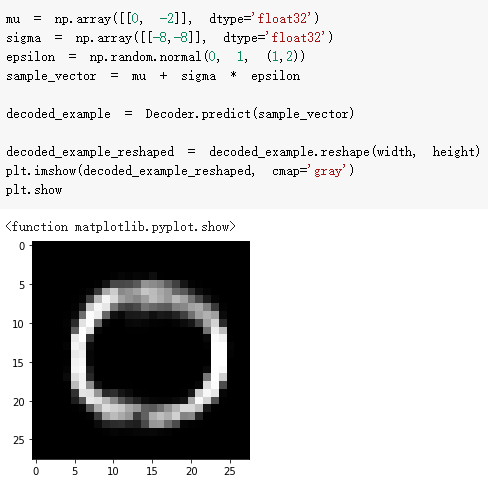 mu = np.array([[0, -2]], dtype='float32')
sigma = np.array([[-8,-8]], dtype='float32')
epsilon = np.random.normal(0, 1, (1,2))
sample_vector = mu + sigma * epsilon
decoded_example = Decoder.predict(sample_vector)
decoded_example_reshaped = decoded_example.reshape(width, height)
plt.imshow(decoded_example_reshaped, cmap='gray')
plt.show
<function matplotlib.pyplot.show>
0
5
10
15
20
25
0 5 10 15 20 25